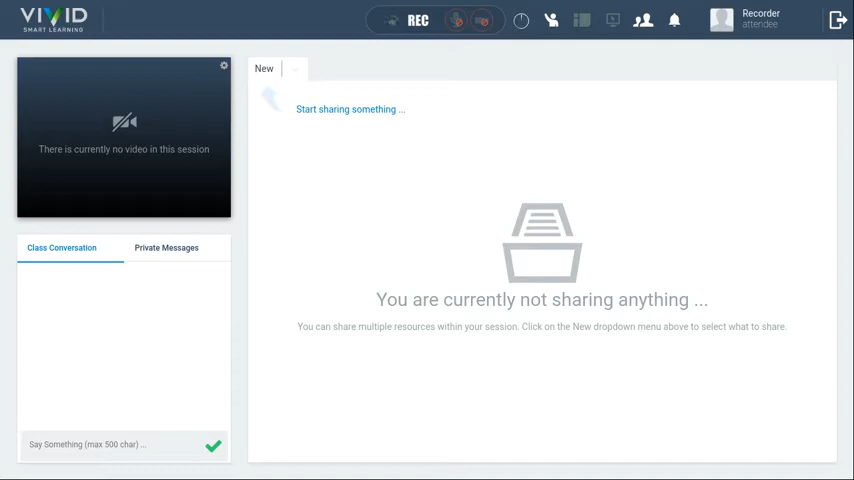 VIVID
SMART LEARNING
REC
Recorder
attendee
There is currently no video in this session
New
Start sharing something ...
Class Conversation
Private Messages
You are currently not sharing anything ...
You can share multiple resources within your session. Click on the New dropdown menu above to select what to share.
Say Something (max 500 char) ...